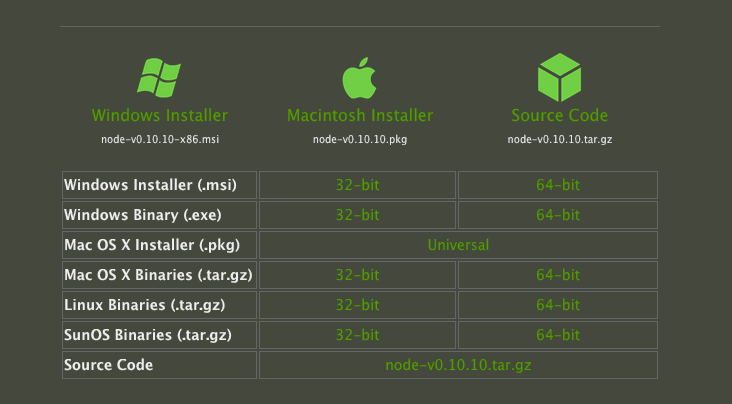 Windows Installer Macintosh Installer Source Code
node-v0.10.10-x86.msi node-v0.10.10.pkg node-v0.10.10.tar.gz
Windows Installer (.msi) 32-bit 64-bit
Windows Binary (.exe) 32-bit 64-bit
Mac OS X Installer (.pkg) Universal
Mac OS X Binaries (.tar.gz) 32-bit 64-bit
Linux Binaries (.tar.gz) 32-bit 64-bit
SunOS Binaries (.tar.gz) 32-bit 64-bit
Source Code node-v0.10.10.tar.gz